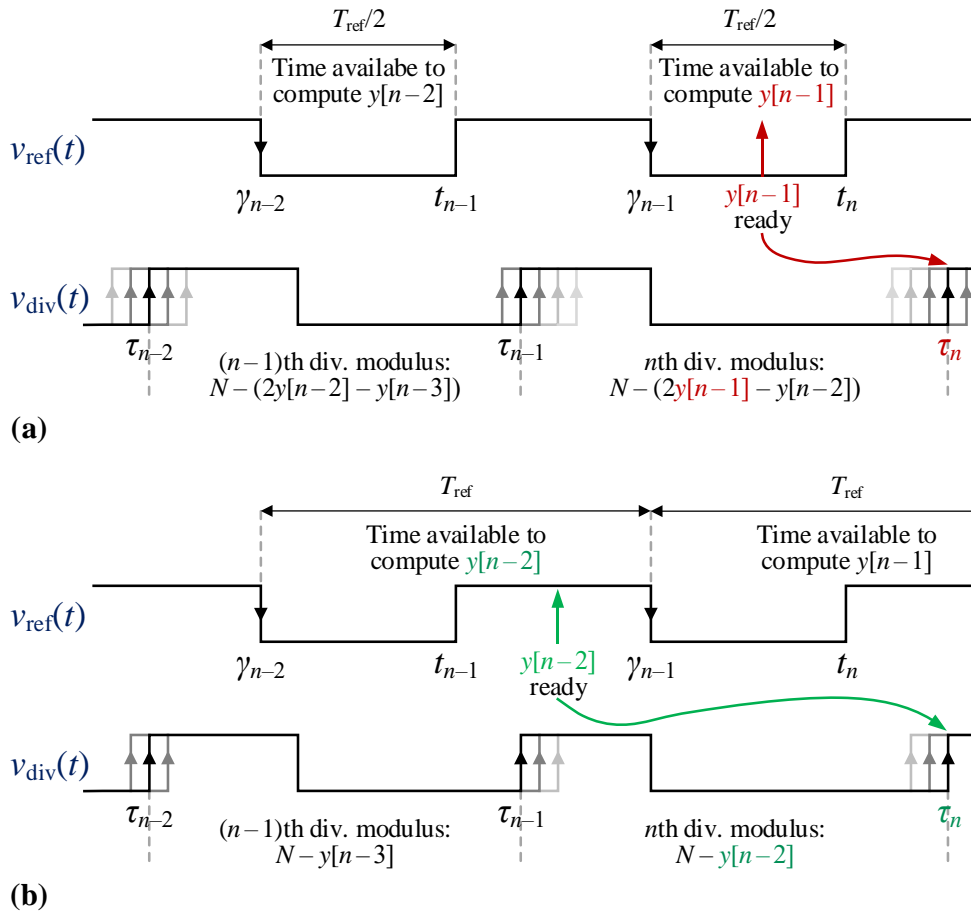 T_ref/2 T_ref/2
Time availabe to Time available to
compute y[n–2] compute y[n–1]
v_ref(t)
γ_n–2 t_n–1 γ_n–1 y[n–1] t_n
ready
v_div(t)
τ_n–2 τ_n–1 τ_n
(n–1)th div. modulus: nth div. modulus:
N–(2y[n–2]–y[n–3]) N–(2y[n–1]–y[n–2])
(a)
T_ref T_ref
Time available to Time available to
compute y[n–2] compute y[n–1]
v_ref(t)
γ_n–2 t_n–1 y[n–2] γ_n–1 t_n
ready
v_div(t)
τ_n–2 τ_n–1 τ_n
(n–1)th div. modulus: nth div. modulus:
N–y[n–3] N–y[n–2]
(b)